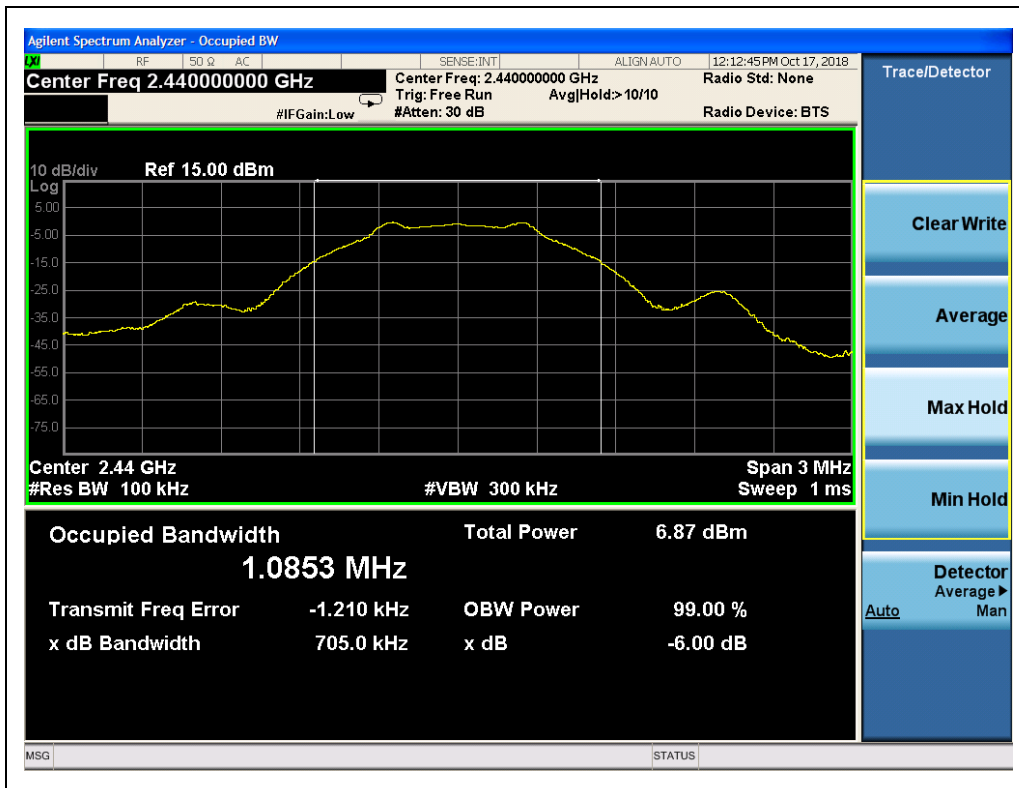 Agilent Spectrum Analyzer - Occupied BW
LXI RF 50 Ω AC SENSE:INT ALIGN AUTO 12:12:45 PM Oct 17, 2018
Center Freq 2.440000000 GHz
Center Freq: 2.440000000 GHz
Radio Std: None
Trig: Free Run Avg|Hold:>10/10
#IFGain:Low
#Atten: 30 dB
Radio Device: BTS
10 dB/div Ref 15.00 dBm
Log
5.00
-5.00
-15.0
-25.0
-35.0
-45.0
-55.0
-65.0
-75.0
Center 2.44 GHz Span 3 MHz
#Res BW 100 kHz #VBW 300 kHz Sweep 1 ms
Occupied Bandwidth Total Power 6.87 dBm
1.0853 MHz
Transmit Freq Error -1.210 kHz OBW Power 99.00 %
x dB Bandwidth 705.0 kHz x dB -6.00 dB
Trace/Detector
Clear Write
Average
Max Hold
Min Hold
Detector
Average▶
Auto Man
MSG STATUS